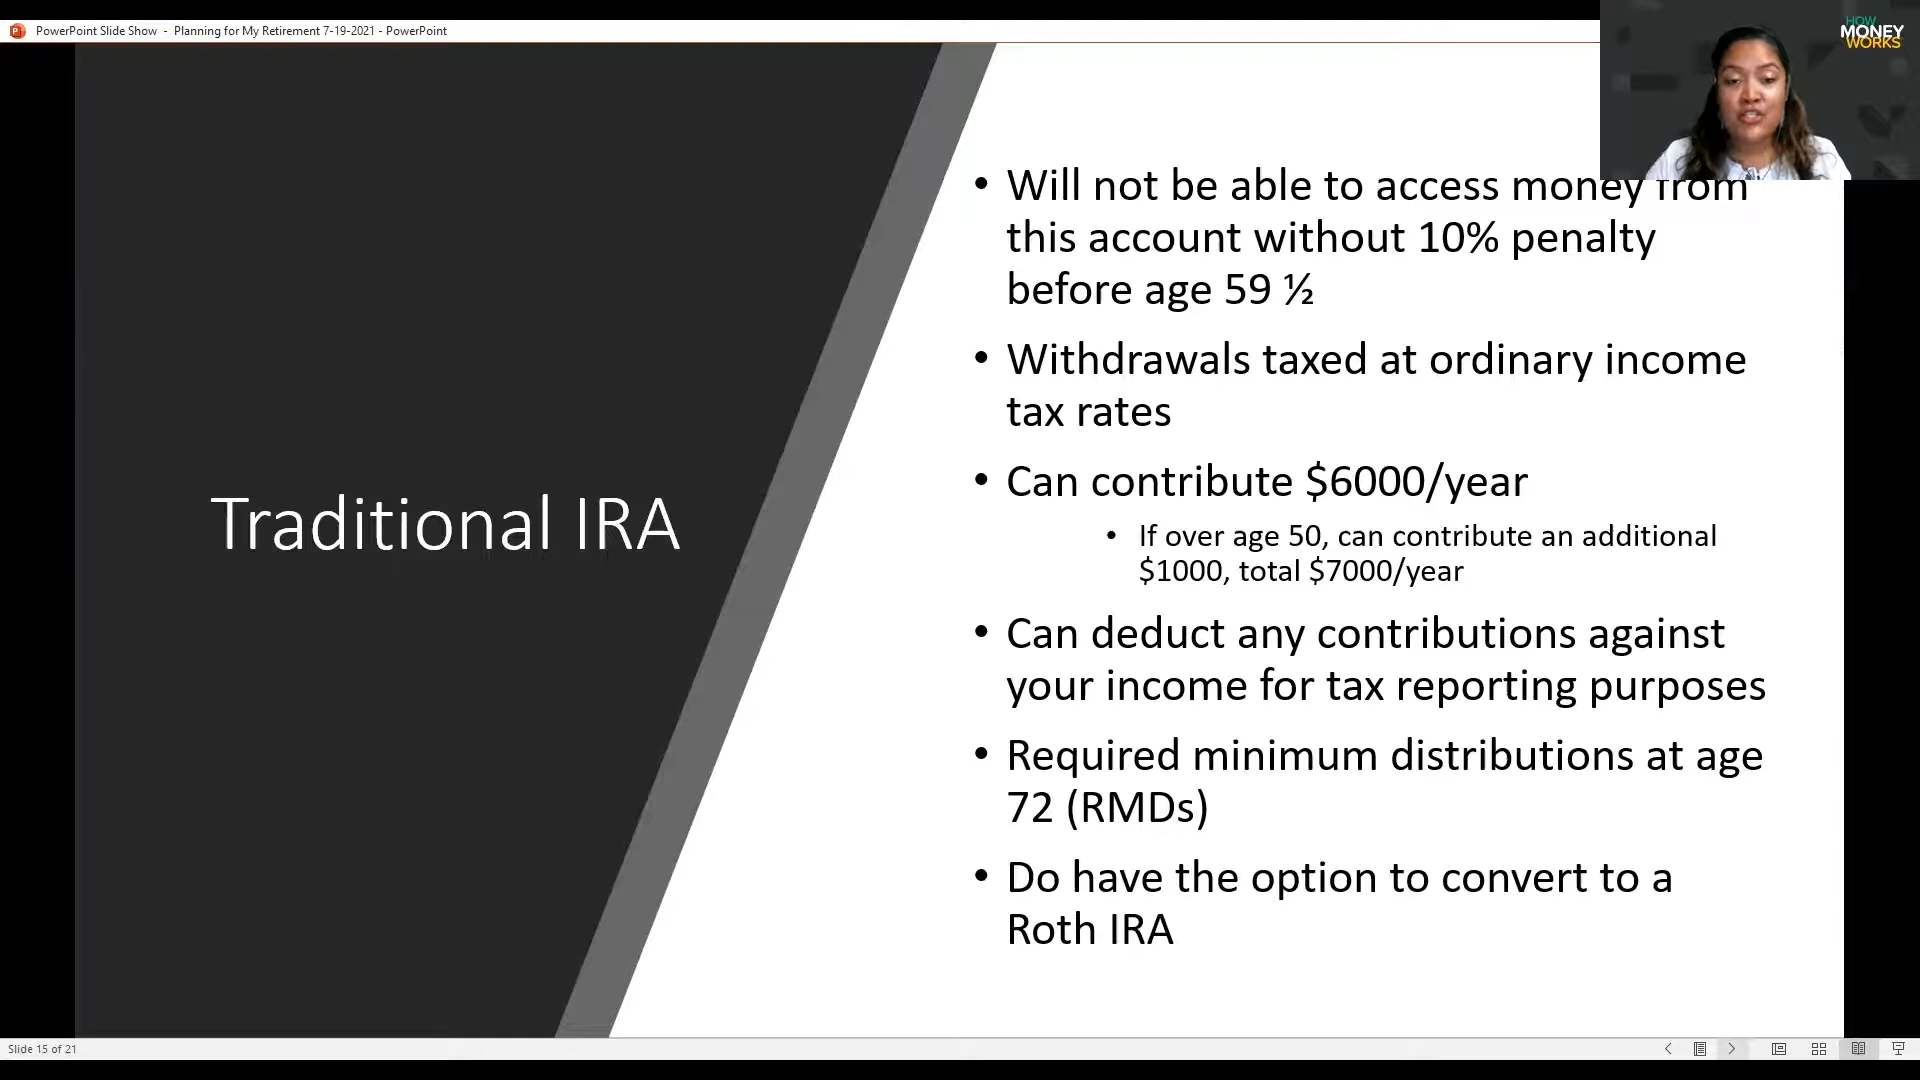 PowerPoint Slide Show - Planning for My Retirement 7-19-2021 - PowerPoint
HOW
MONEY
WORKS
Traditional IRA
• Will not be able to access money from
this account without 10% penalty
before age 59 ½
• Withdrawals taxed at ordinary income
tax rates
• Can contribute $6000/year
• If over age 50, can contribute an additional
$1000, total $7000/year
• Can deduct any contributions against
your income for tax reporting purposes
• Required minimum distributions at age
72 (RMDs)
• Do have the option to convert to a
Roth IRA
Slide 15 of 21